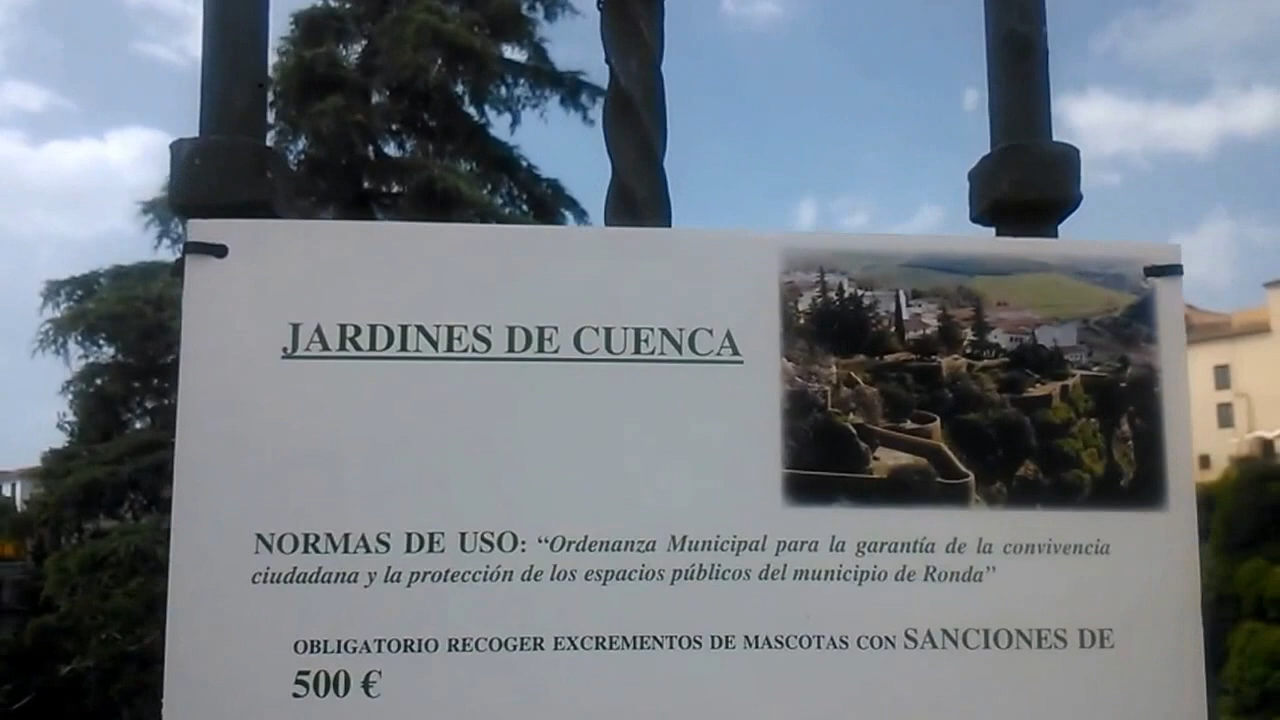 JARDINES DE CUENCA
NORMAS DE USO: “Ordenanza Municipal para la garantía de la convivencia
ciudadana y la protección de los espacios públicos del municipio de Ronda”
OBLIGATORIO RECOGER EXCREMENTOS DE MASCOTAS CON SANCIONES DE
500 €